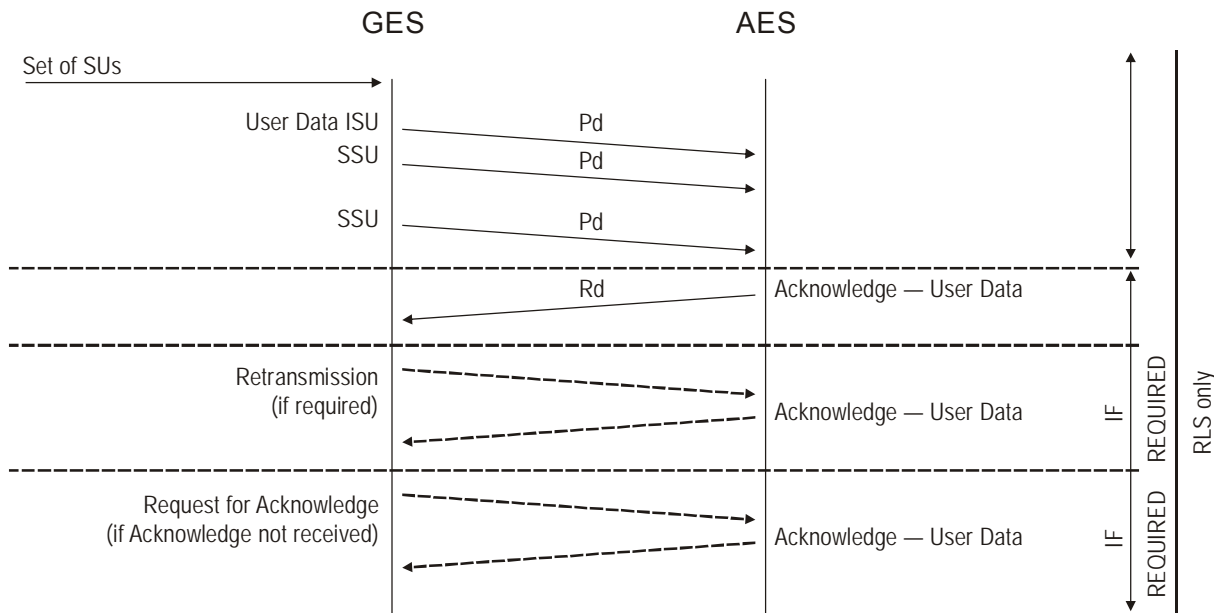 GES
AES
Set of SUs
User Data ISU
Pd
SSU
Pd
SSU
Pd
Rd
Acknowledge — User Data
Retransmission
(if required)
Acknowledge — User Data
IF
REQUIRED
RLS only
Request for Acknowledge
(if Acknowledge not received)
Acknowledge — User Data
IF
REQUIRED